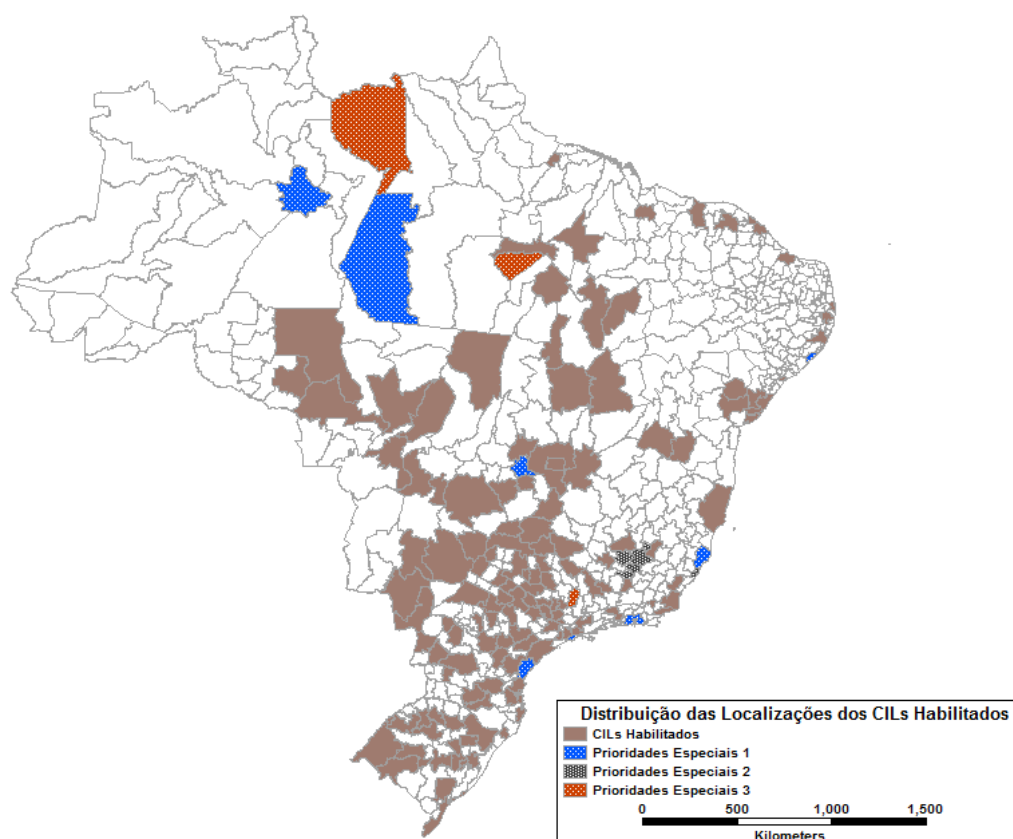 Distribuição das Localizações dos CILs Habilitados
CILs Habilitados
Prioridades Especiais 1
Prioridades Especiais 2
Prioridades Especiais 3
0 500 1,000 1,500
Kilometers